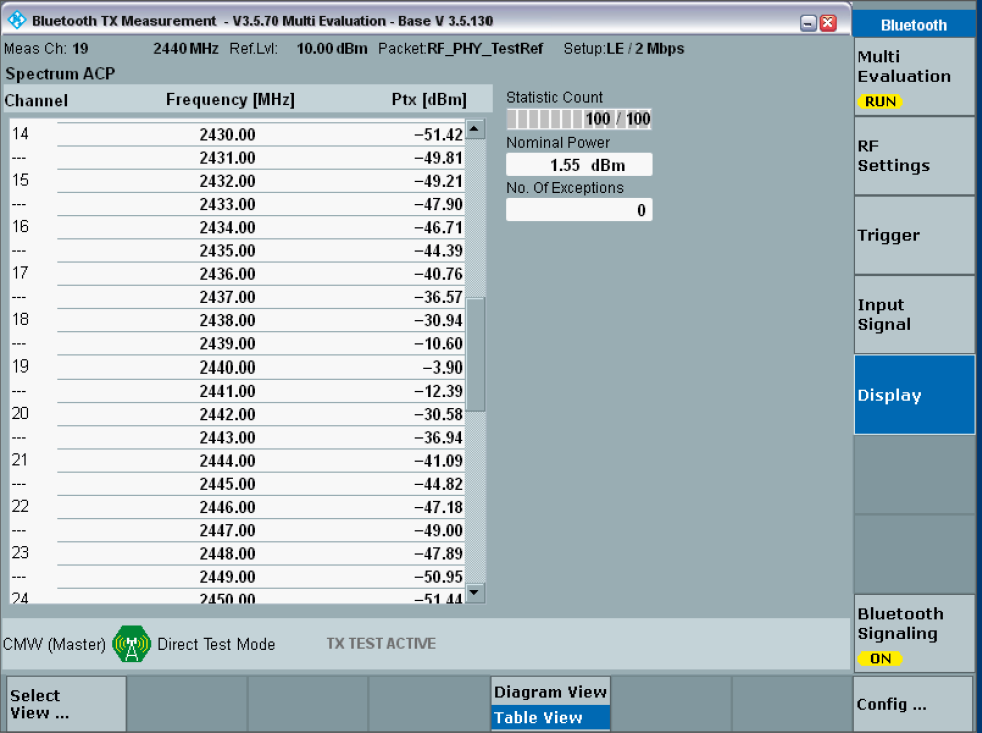 Bluetooth TX Measurement - V3.5.70 Multi Evaluation - Base V 3.5.130
Meas Ch: 19 2440 MHz Ref.Lvl: 10.00 dBm Packet:RF_PHY_TestRef Setup:LE / 2 Mbps
Spectrum ACP
Channel Frequency [MHz] Ptx [dBm]
14 2430.00 −51.42
--- 2431.00 −49.81
15 2432.00 −49.21
--- 2433.00 −47.90
16 2434.00 −46.71
--- 2435.00 −44.39
17 2436.00 −40.76
--- 2437.00 −36.57
18 2438.00 −30.94
--- 2439.00 −10.60
19 2440.00 −3.90
--- 2441.00 −12.39
20 2442.00 −30.58
--- 2443.00 −36.94
21 2444.00 −41.09
--- 2445.00 −44.82
22 2446.00 −47.18
--- 2447.00 −49.00
23 2448.00 −47.89
--- 2449.00 −50.95
24 2450.00 −51.44
Statistic Count
100 / 100
Nominal Power
1.55 dBm
No. Of Exceptions
0
CMW (Master) Direct Test Mode TX TEST ACTIVE
Bluetooth
Multi
Evaluation
RUN
RF
Settings
Trigger
Input
Signal
Display
Bluetooth
Signaling
ON
Select
View ...
Diagram View
Table View
Config ...